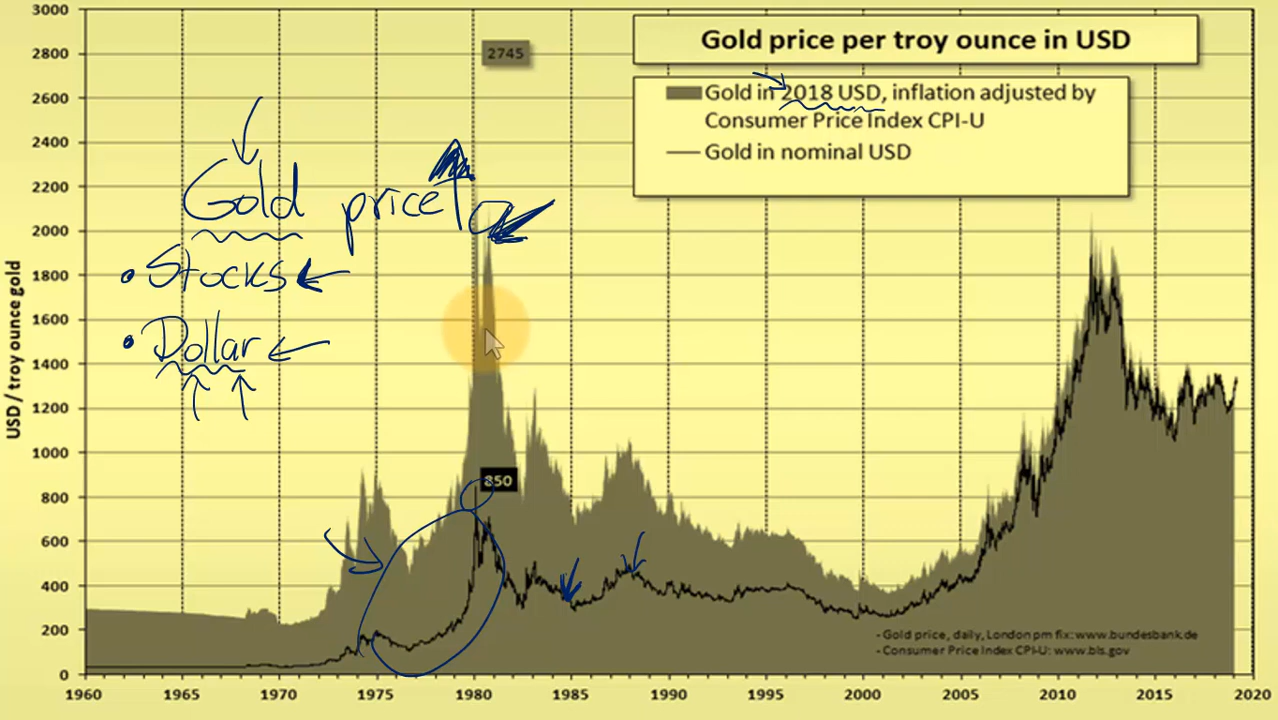 3000
2800
2600
2400
2200
2000
1800
1600
1400
1200
1000
800
600
400
200
0
USD / troy ounce gold
2745
Gold price per troy ounce in USD
Gold in 2018 USD, inflation adjusted by
Consumer Price Index CPI-U
Gold in nominal USD
Gold price
• Stocks
• Dollar
850
- Gold price, daily, London pm fix: www.bundesbank.de
- Consumer Price Index CPI-U: www.bls.gov
1960 1965 1970 1975 1980 1985 1990 1995 2000 2005 2010 2015 2020